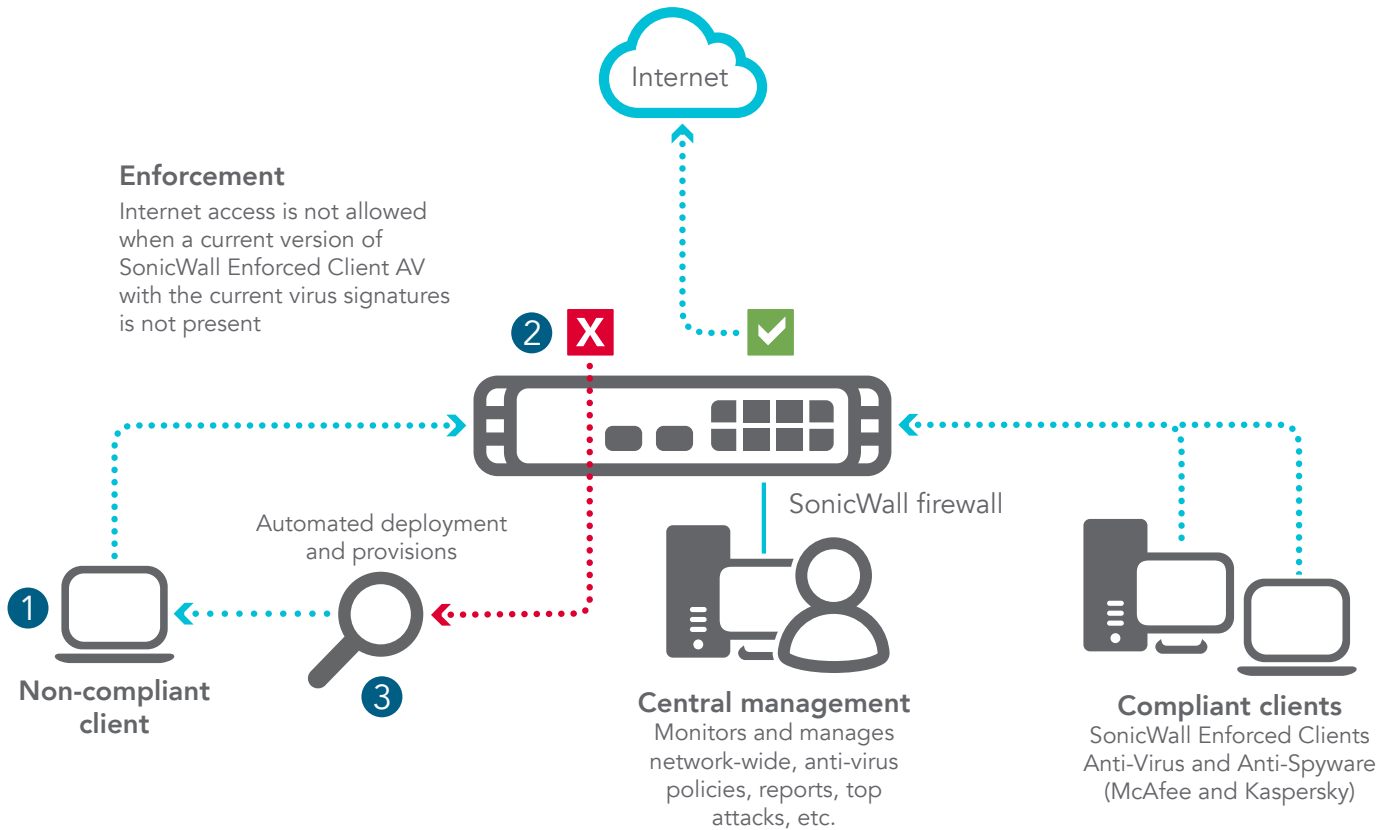 Internet
Enforcement
Internet access is not allowed
when a current version of
SonicWall Enforced Client AV
with the current virus signatures
is not present
2
X
SonicWall firewall
Automated deployment
and provisions
1
3
Non-compliant
client
Central management
Monitors and manages
network-wide, anti-virus
policies, reports, top
attacks, etc.
Compliant clients
SonicWall Enforced Clients
Anti-Virus and Anti-Spyware
(McAfee and Kaspersky)